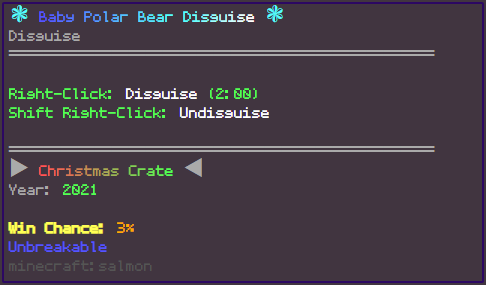 ❃ Baby Polar Bear Disguise ❃
Disguise
Right-Click: Disguise (2:00)
Shift Right-Click: Undisguise
▶ Christmas Crate ◀
Year: 2021
Win Chance: 3%
Unbreakable
minecraft:salmon